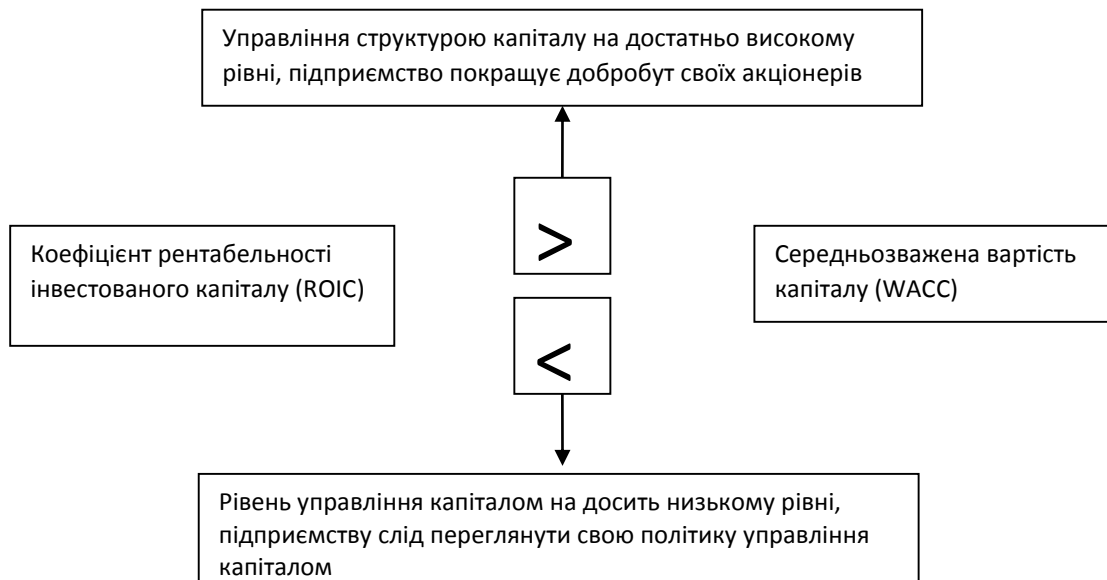 Управління структурою капіталу на достатньо високому
рівні, підприємство покращує добробут своїх акціонерів
>
Коефіцієнт рентабельності
інвестованого капіталу (ROIC)
Середньозважена вартість
капіталу (WACC)
<
Рівень управління капіталом на досить низькому рівні,
підприємству слід переглянути свою політику управління
капіталом